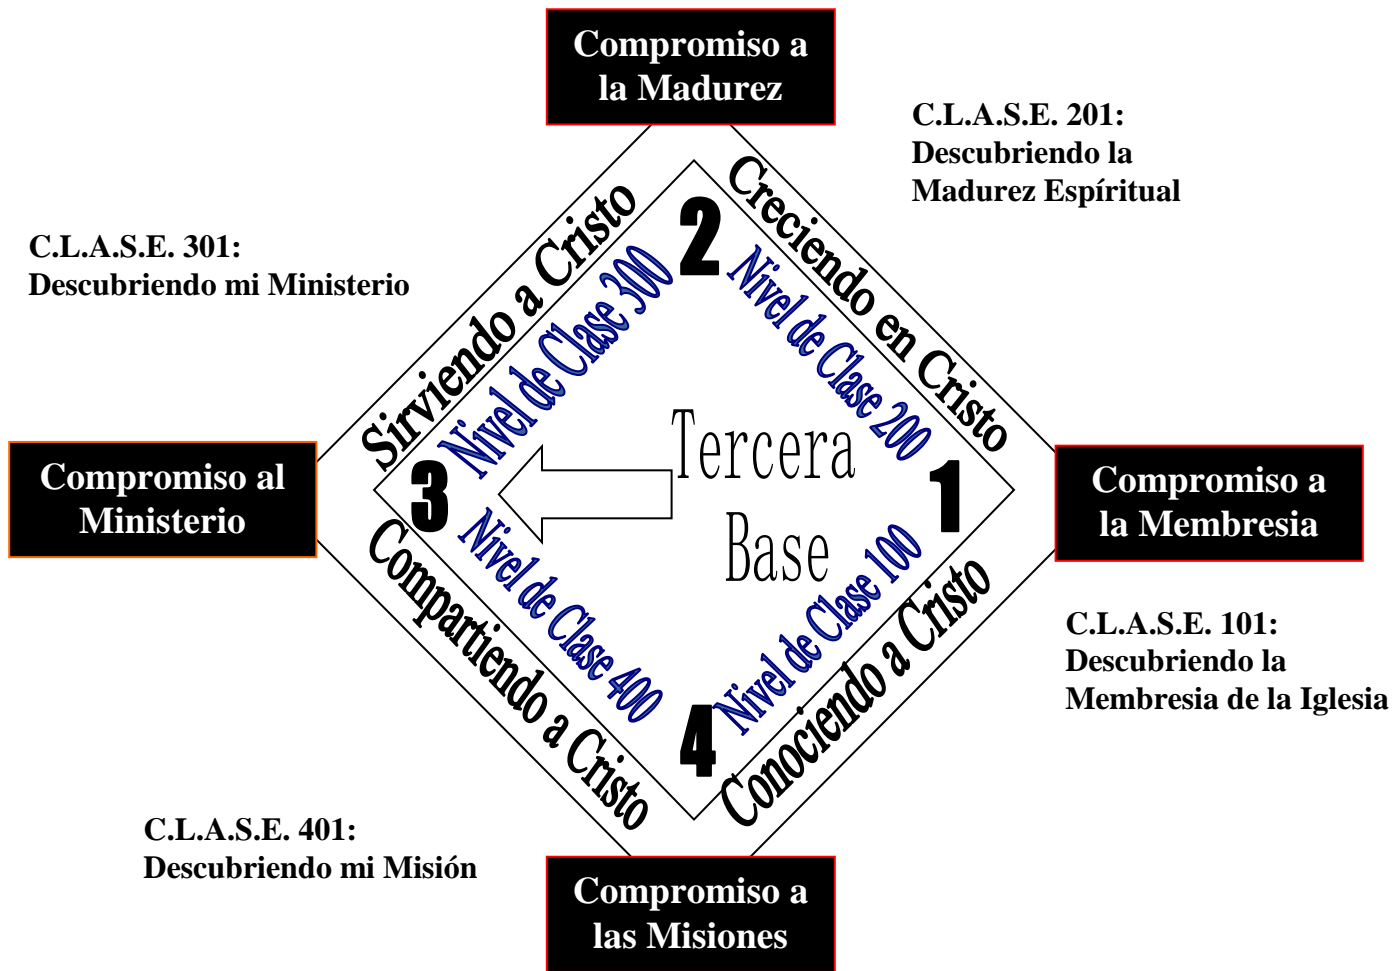 Compromiso a
la Madurez
C.L.A.S.E. 201:
Descubriendo la
Madurez Espíritual
C.L.A.S.E. 301:
Descubriendo mi Ministerio
Sirviendo a Cristo
Creciendo en Cristo
2
Nivel de Clase 300
Nivel de Clase 200
Compromiso al
Ministerio
3
Tercera
Base
1
Compromiso a
la Membresia
Nivel de Clase 400
Nivel de Clase 100
Compartiendo a Cristo
Conociendo a Cristo
4
C.L.A.S.E. 101:
Descubriendo la
Membresia de la Iglesia
C.L.A.S.E. 401:
Descubriendo mi Misión
Compromiso a
las Misiones